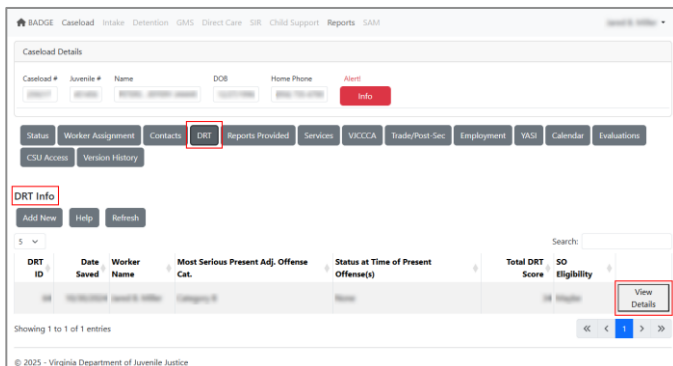 BADGE Caseload Intake Detention GMS Direct Care SIR Child Support Reports SAM
Caseload Details
Caseload # Juvenile # Name DOB Home Phone Alert!
Info
Status Worker Assignment Contacts DRT Reports Provided Services VICCCA Trade/Post-Sec Employment YASI Calendar Evaluations
CSU Access Version History
DRT Info
Add New Help Refresh
5 Search:
DRT ID Date Saved Worker Name Most Serious Present Adj. Offense Cat. Status at Time of Present Offense(s) Total DRT Score SO Eligibility
View Details
Showing 1 to 1 of 1 entries « < 1 > »
© 2025 - Virginia Department of Juvenile Justice